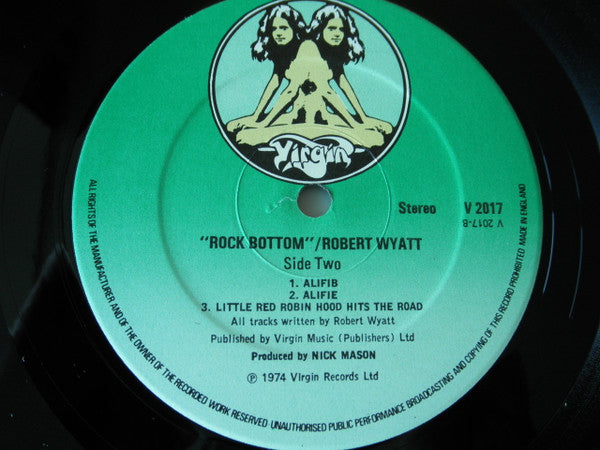 Virgin
Stereo V 2017
V 2017-B
"ROCK BOTTOM"/ROBERT WYATT
Side Two
1. ALIFIB
2. ALIFIE
3. LITTLE RED ROBIN HOOD HITS THE ROAD
All tracks written by Robert Wyatt
Published by Virgin Music (Publishers) Ltd
Produced by NICK MASON
℗ 1974 Virgin Records Ltd
ALL RIGHTS OF THE MANUFACTURER AND OF THE OWNER OF THE RECORDED WORK RESERVED · UNAUTHORISED PUBLIC PERFORMANCE BROADCASTING AND COPYING OF THIS RECORD PROHIBITED MADE IN ENGLAND